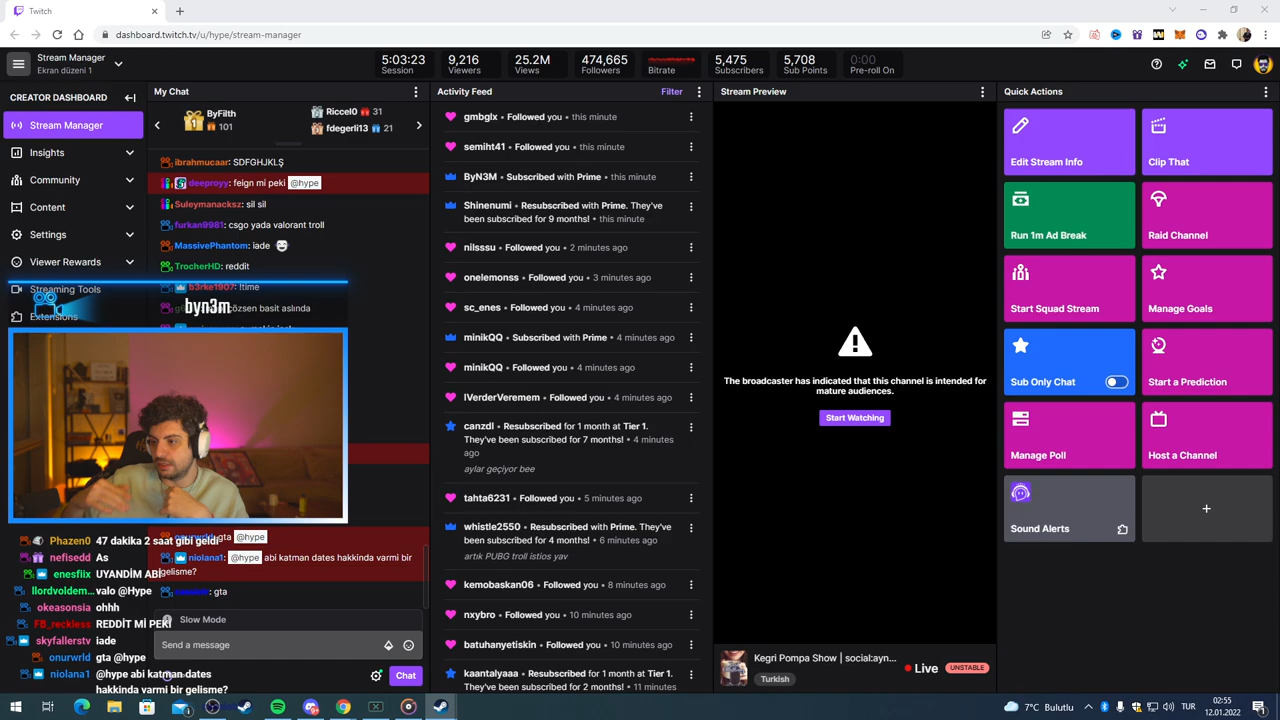 Twitch
dashboard.twitch.tv/u/hype/stream-manager
Stream Manager
Ekran düzeni 1
5:03:23
Session
9,216
Viewers
25.2M
Views
474,665
Followers
Bitrate
5,475
Subscribers
5,708
Sub Points
0:00
Pre-roll On
CREATOR DASHBOARD
Stream Manager
Insights
Community
Content
Settings
Viewer Rewards
Streaming Tools
Extensions
byn3m
My Chat
ByFilth
101
Riccel0 31
fdegerli13 21
ibrahmucaar: SDFGHJKLŞ
deeproyy: feign mi peki @hype
Suleymanacksz: sil sil
furkan9981: csgo yada valorant troll
MassivePhantom: iade
TrocherHD: reddit
b3rke1907: !time
çözsen basit aslında
onurwrld: gta @hype
niolana1: @hype abi katman dates hakkinda varmi bir
gelisme?
gta
Slow Mode
Send a message
Chat
Phazen0 47 dakika 2 saat gibi geldi
nefisedd As
enesfiix UYANDİM ABİ
llordvoldem... valo @Hype
okeasonsia ohhh
FB_reckless REDDİT Mİ PEKİ
skyfallerstv iade
onurwrld gta @hype
niolana1 @hype abi katman dates
hakkinda varmi bir gelisme?
Activity Feed
Filter
gmbglx • Followed you • this minute
semiht41 • Followed you • this minute
ByN3M • Subscribed with Prime • this minute
Shinenumi • Resubscribed with Prime. They've
been subscribed for 9 months! • this minute
nilsssu • Followed you • 2 minutes ago
onelemonss • Followed you • 3 minutes ago
sc_enes • Followed you • 4 minutes ago
minikQQ • Subscribed with Prime • 4 minutes ago
minikQQ • Followed you • 4 minutes ago
IVerderVeremem • Followed you • 4 minutes ago
canzdl • Resubscribed for 1 month at Tier 1.
They've been subscribed for 7 months! • 4 minutes
ago
aylar geçiyor bee
tahta6231 • Followed you • 5 minutes ago
whistle2550 • Resubscribed with Prime. They've
been subscribed for 4 months! • 6 minutes ago
artık PUBG troll istios yav
kemobaskan06 • Followed you • 8 minutes ago
nxybro • Followed you • 10 minutes ago
batuhanyetiskin • Followed you • 10 minutes ago
kaantalyaaa • Resubscribed for 1 month at Tier 1.
They've been subscribed for 2 months! • 11 minutes
Stream Preview
The broadcaster has indicated that this channel is intended for
mature audiences.
Start Watching
Kegri Pompa Show | social:ayn...
Turkish
Live
UNSTABLE
Quick Actions
Edit Stream Info
Clip That
Run 1m Ad Break
Raid Channel
Start Squad Stream
Manage Goals
Sub Only Chat
Start a Prediction
Manage Poll
Host a Channel
Sound Alerts
7°C Bulutlu
TUR
02:55
12.01.2022